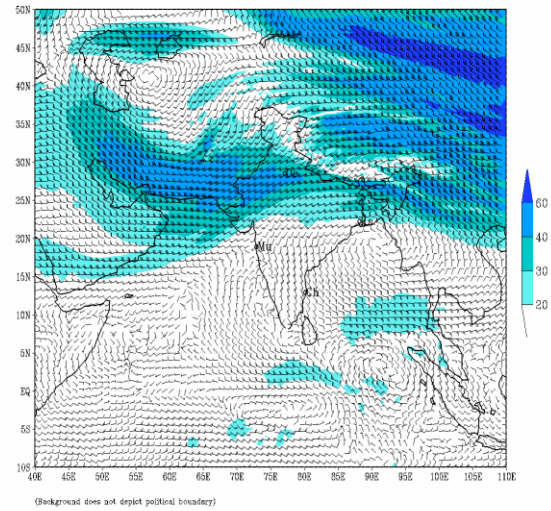 50N
45N
40N
35N
30N
25N
20N
15N
10N
5N
EQ
5S
10S
40E 45E 50E 55E 60E 65E 70E 75E 80E 85E 90E 95E 100E 105E 110E
Mu
Ch
60
40
30
20
(Background does not depict political boundary)